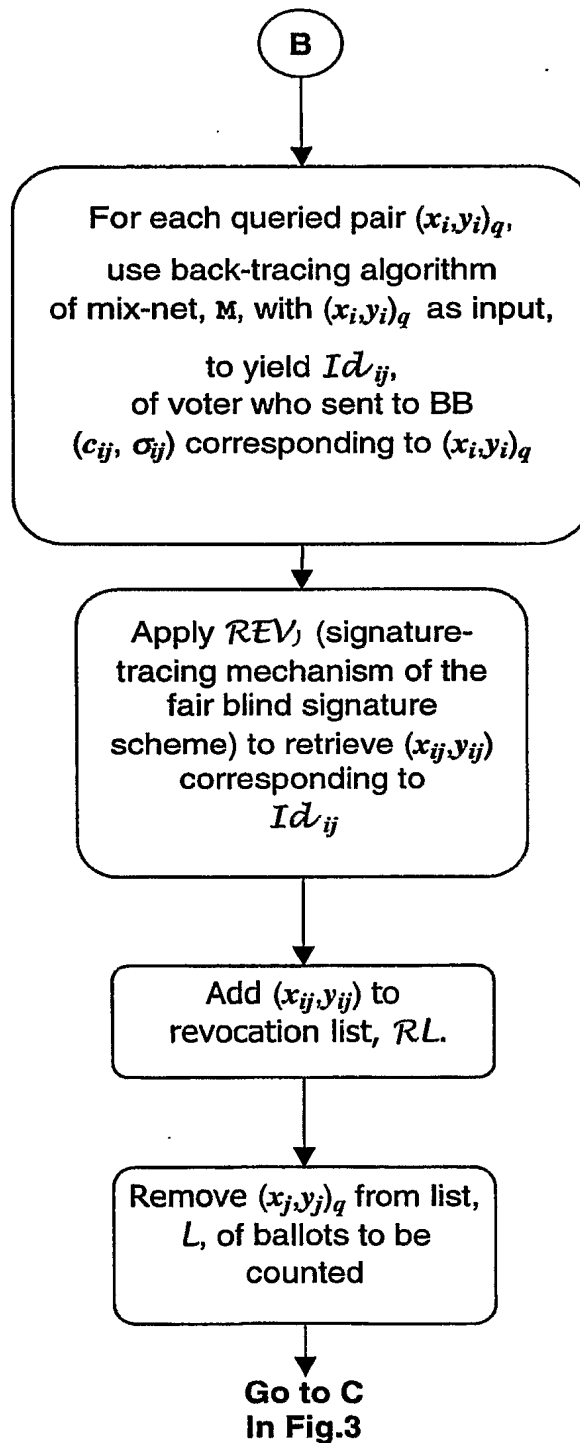 B
For each queried pair (xᵢ,yᵢ)q,
use back-tracing algorithm
of mix-net, M, with (xᵢ,yᵢ)q as input,
to yield Idᵢⱼ,
of voter who sent to BB
(cᵢⱼ, σᵢⱼ) corresponding to (xᵢ,yᵢ)q
Apply REVⱼ (signature-
tracing mechanism of the
fair blind signature
scheme) to retrieve (xᵢⱼ,yᵢⱼ)
corresponding to
Idᵢⱼ
Add (xᵢⱼ,yᵢⱼ) to
revocation list, RL.
Remove (xⱼ,yⱼ)q from list,
L, of ballots to be
counted
Go to C
In Fig.3